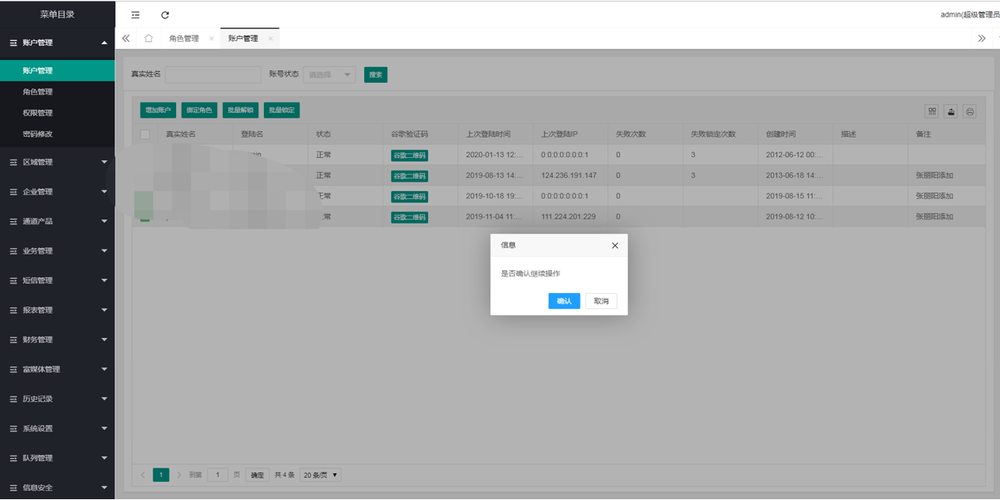 菜单目录
admin(超级管理员
账户管理
角色管理
账户管理
账户管理
角色管理
权限管理
密码修改
区域管理
企业管理
通道产品
业务管理
短信管理
报表管理
财务管理
富媒体管理
历史记录
系统设置
队列管理
信息安全
真实姓名 账号状态 请选择 搜索
增加账户 绑定角色 批量解锁 批量锁定
真实姓名 登陆名 状态 谷歌验证码 上次登陆时间 上次登陆IP 失败次数 失败锁定次数 创建时间 描述 备注
正常 谷歌二维码 2020-01-13 12:... 0:0:0:0:0:0:0:1 0 3 2012-06-12 00:...
正常 谷歌二维码 2019-08-13 14:... 124.236.191.147 0 3 2013-06-18 14:... 张丽阳添加
正常 谷歌二维码 2019-10-18 19:... 0:0:0:0:0:0:0:1 0 2019-08-15 11:... 张丽阳添加
常 谷歌二维码 2019-11-04 11:... 111.224.201.229 0 2019-08-12 10:... 张丽阳添加
信息
是否确认继续操作
确认 取消
1 到第 1 页 确定 共 4 条 20 条/页